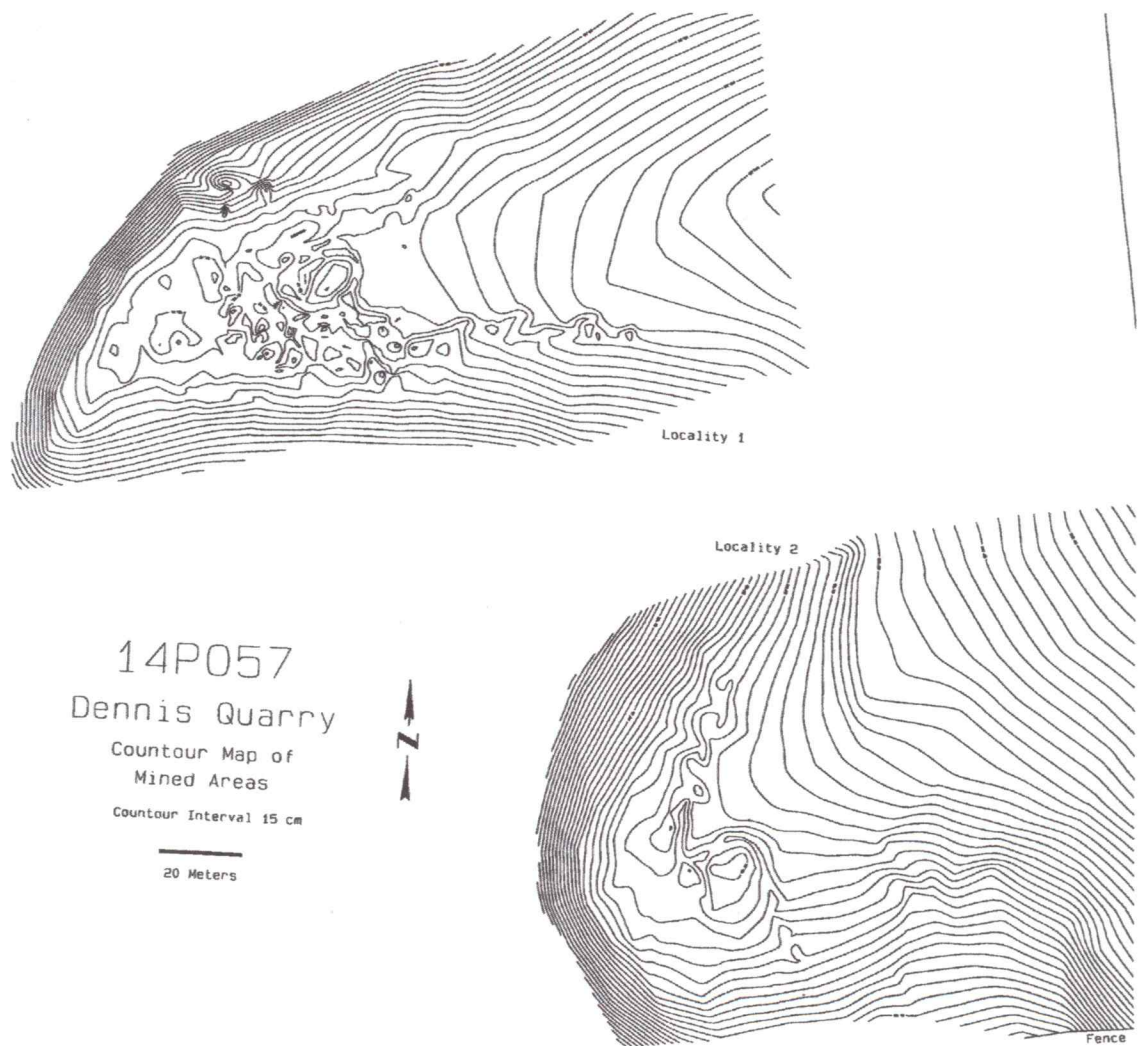 Locality 1
Locality 2
14PO57
Dennis Quarry
Countour Map of
Mined Areas
Countour Interval 15 cm
20 Meters
N
Fence